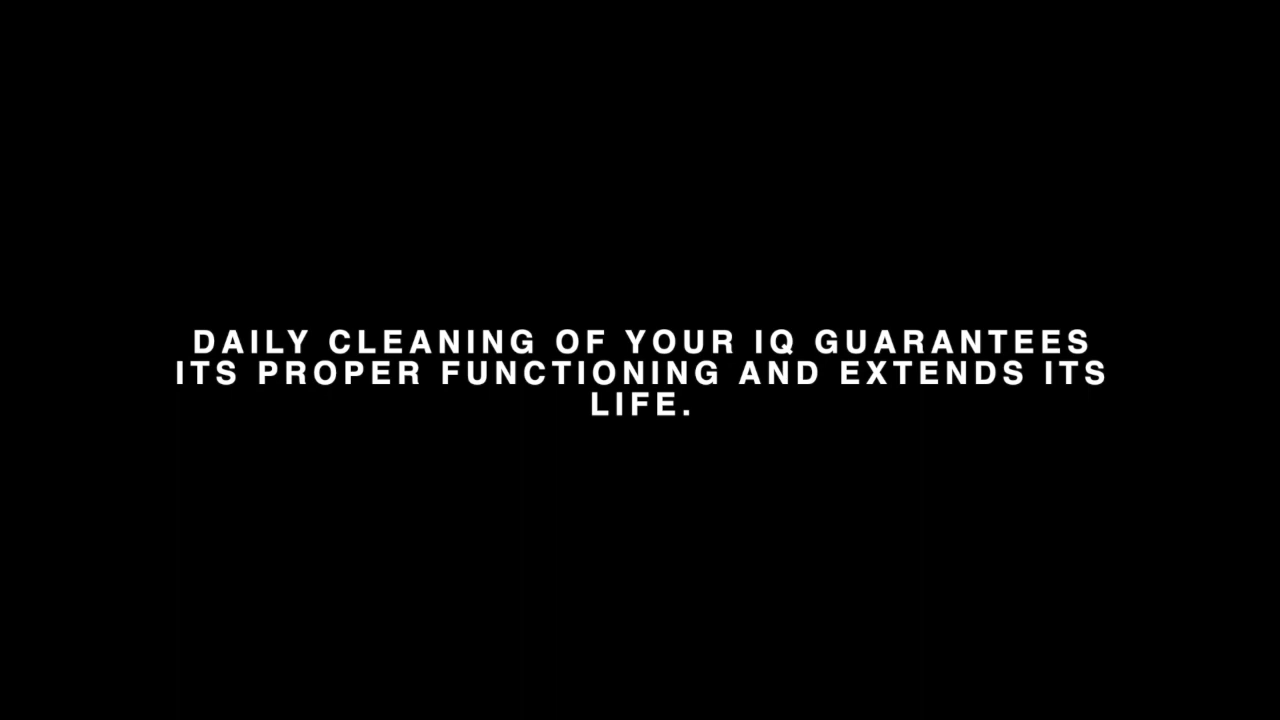 DAILY CLEANING OF YOUR IQ GUARANTEES
ITS PROPER FUNCTIONING AND EXTENDS ITS
LIFE.